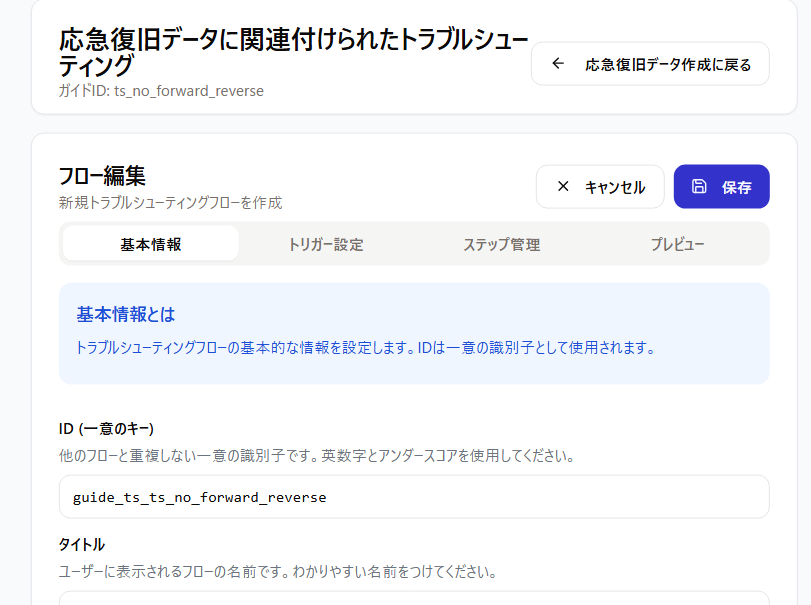 応急復旧データに関連付けられたトラブルシュー
ティング
ガイドID: ts_no_forward_reverse
← 応急復旧データ作成に戻る
フロー編集
新規トラブルシューティングフローを作成
× キャンセル
保存
基本情報
トリガー設定
ステップ管理
プレビュー
基本情報とは
トラブルシューティングフローの基本的な情報を設定します。IDは一意の識別子として使用されます。
ID (一意のキー)
他のフローと重複しない一意の識別子です。英数字とアンダースコアを使用してください。
guide_ts_ts_no_forward_reverse
タイトル
ユーザーに表示されるフローの名前です。わかりやすい名前をつけてください。